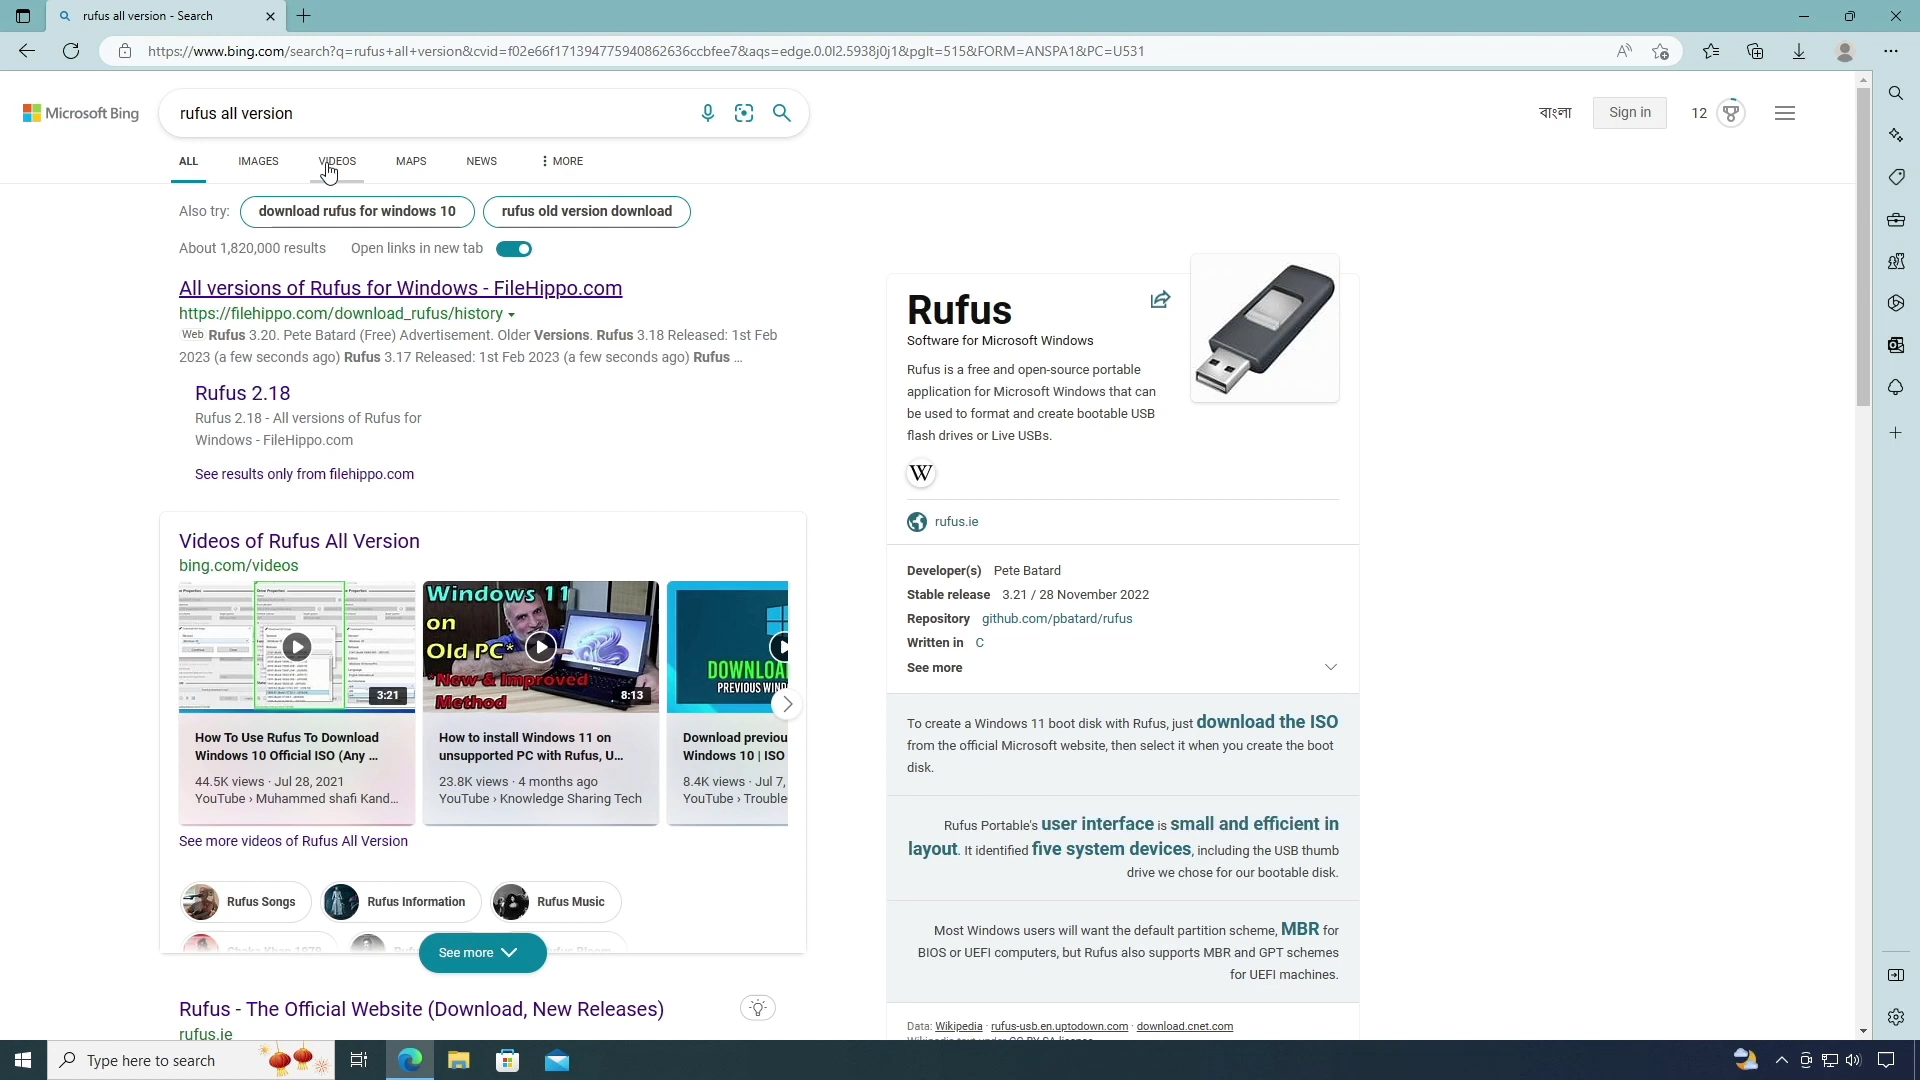 rufus all version - Search
https://www.bing.com/search?q=rufus+all+version&cvid=f02e66f171394775940862636ccbfee7&aqs=edge.0.0l2.5938j0j1&pglt=515&FORM=ANSPA1&PC=U531
Microsoft Bing
rufus all version
বাংলা
Sign in
12
ALL
IMAGES
VIDEOS
MAPS
NEWS
MORE
Also try:
download rufus for windows 10
rufus old version download
About 1,820,000 results
Open links in new tab
All versions of Rufus for Windows - FileHippo.com
https://filehippo.com/download_rufus/history
Web Rufus 3.20. Pete Batard (Free) Advertisement. Older Versions. Rufus 3.18 Released: 1st Feb
2023 (a few seconds ago) Rufus 3.17 Released: 1st Feb 2023 (a few seconds ago) Rufus ...
Rufus 2.18
Rufus 2.18 - All versions of Rufus for
Windows - FileHippo.com
See results only from filehippo.com
Videos of Rufus All Version
bing.com/videos
3:21
How To Use Rufus To Download
Windows 10 Official ISO (Any ...
44.5K views · Jul 28, 2021
YouTube › Muhammed shafi Kand...
Windows 11
on
Old PC*
*New & Improved
Method
8:13
How to install Windows 11 on
unsupported PC with Rufus, U...
23.8K views · 4 months ago
YouTube › Knowledge Sharing Tech
DOWNLOA
PREVIOUS WIN
Download previou
Windows 10 | ISO
8.4K views · Jul 7,
YouTube › Trouble
See more videos of Rufus All Version
Rufus Songs
Rufus Information
Rufus Music
Chaka Khan 1978
See more
Rufus - The Official Website (Download, New Releases)
rufus.ie
Rufus
Software for Microsoft Windows
Rufus is a free and open-source portable
application for Microsoft Windows that can
be used to format and create bootable USB
flash drives or Live USBs.
W
rufus.ie
Developer(s) Pete Batard
Stable release 3.21 / 28 November 2022
Repository github.com/pbatard/rufus
Written in C
See more
To create a Windows 11 boot disk with Rufus, just download the ISO
from the official Microsoft website, then select it when you create the boot
disk.
Rufus Portable's user interface is small and efficient in
layout. It identified five system devices, including the USB thumb
drive we chose for our bootable disk.
Most Windows users will want the default partition scheme, MBR for
BIOS or UEFI computers, but Rufus also supports MBR and GPT schemes
for UEFI machines.
Data: Wikipedia · rufus-usb.en.uptodown.com · download.cnet.com
Wikipedia text under CC-BY-SA license
Type here to search